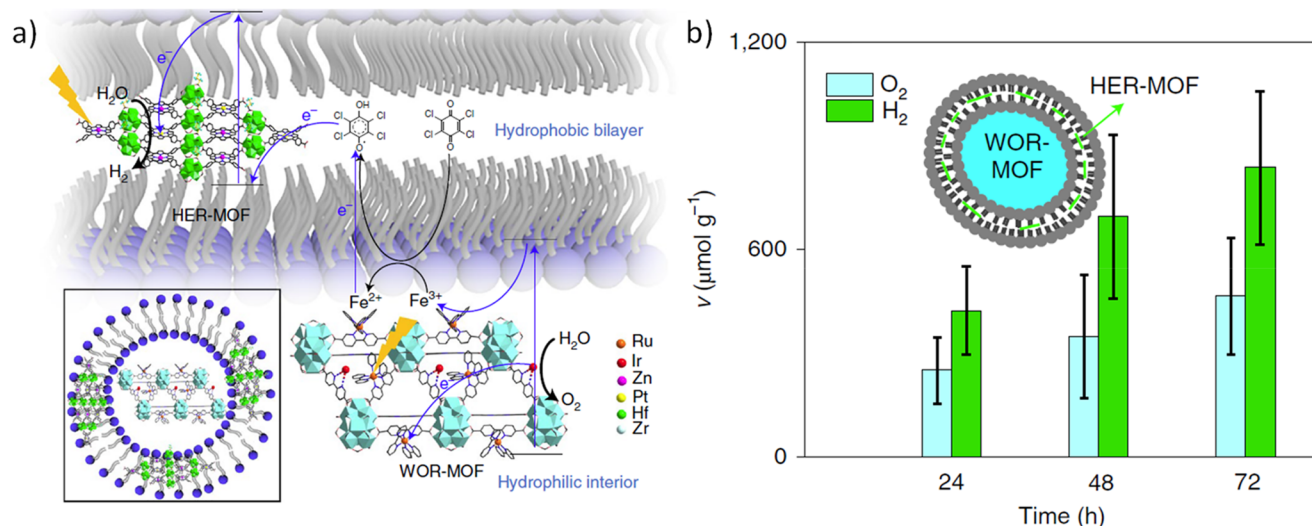 a)
e⁻
H₂O
H₂
HER-MOF
e⁻
OH
Cl
Cl
Cl
Cl
O•
O
Cl
Cl
Cl
Cl
O
Hydrophobic bilayer
e⁻
Fe²⁺
Fe³⁺
H₂O
O₂
e⁻
Ru
Ir
Zn
Pt
Hf
Zr
WOR-MOF
Hydrophilic interior
b)
1,200
600
0
v (μmol g⁻¹)
O₂
H₂
HER-MOF
WOR-
MOF
24
48
72
Time (h)